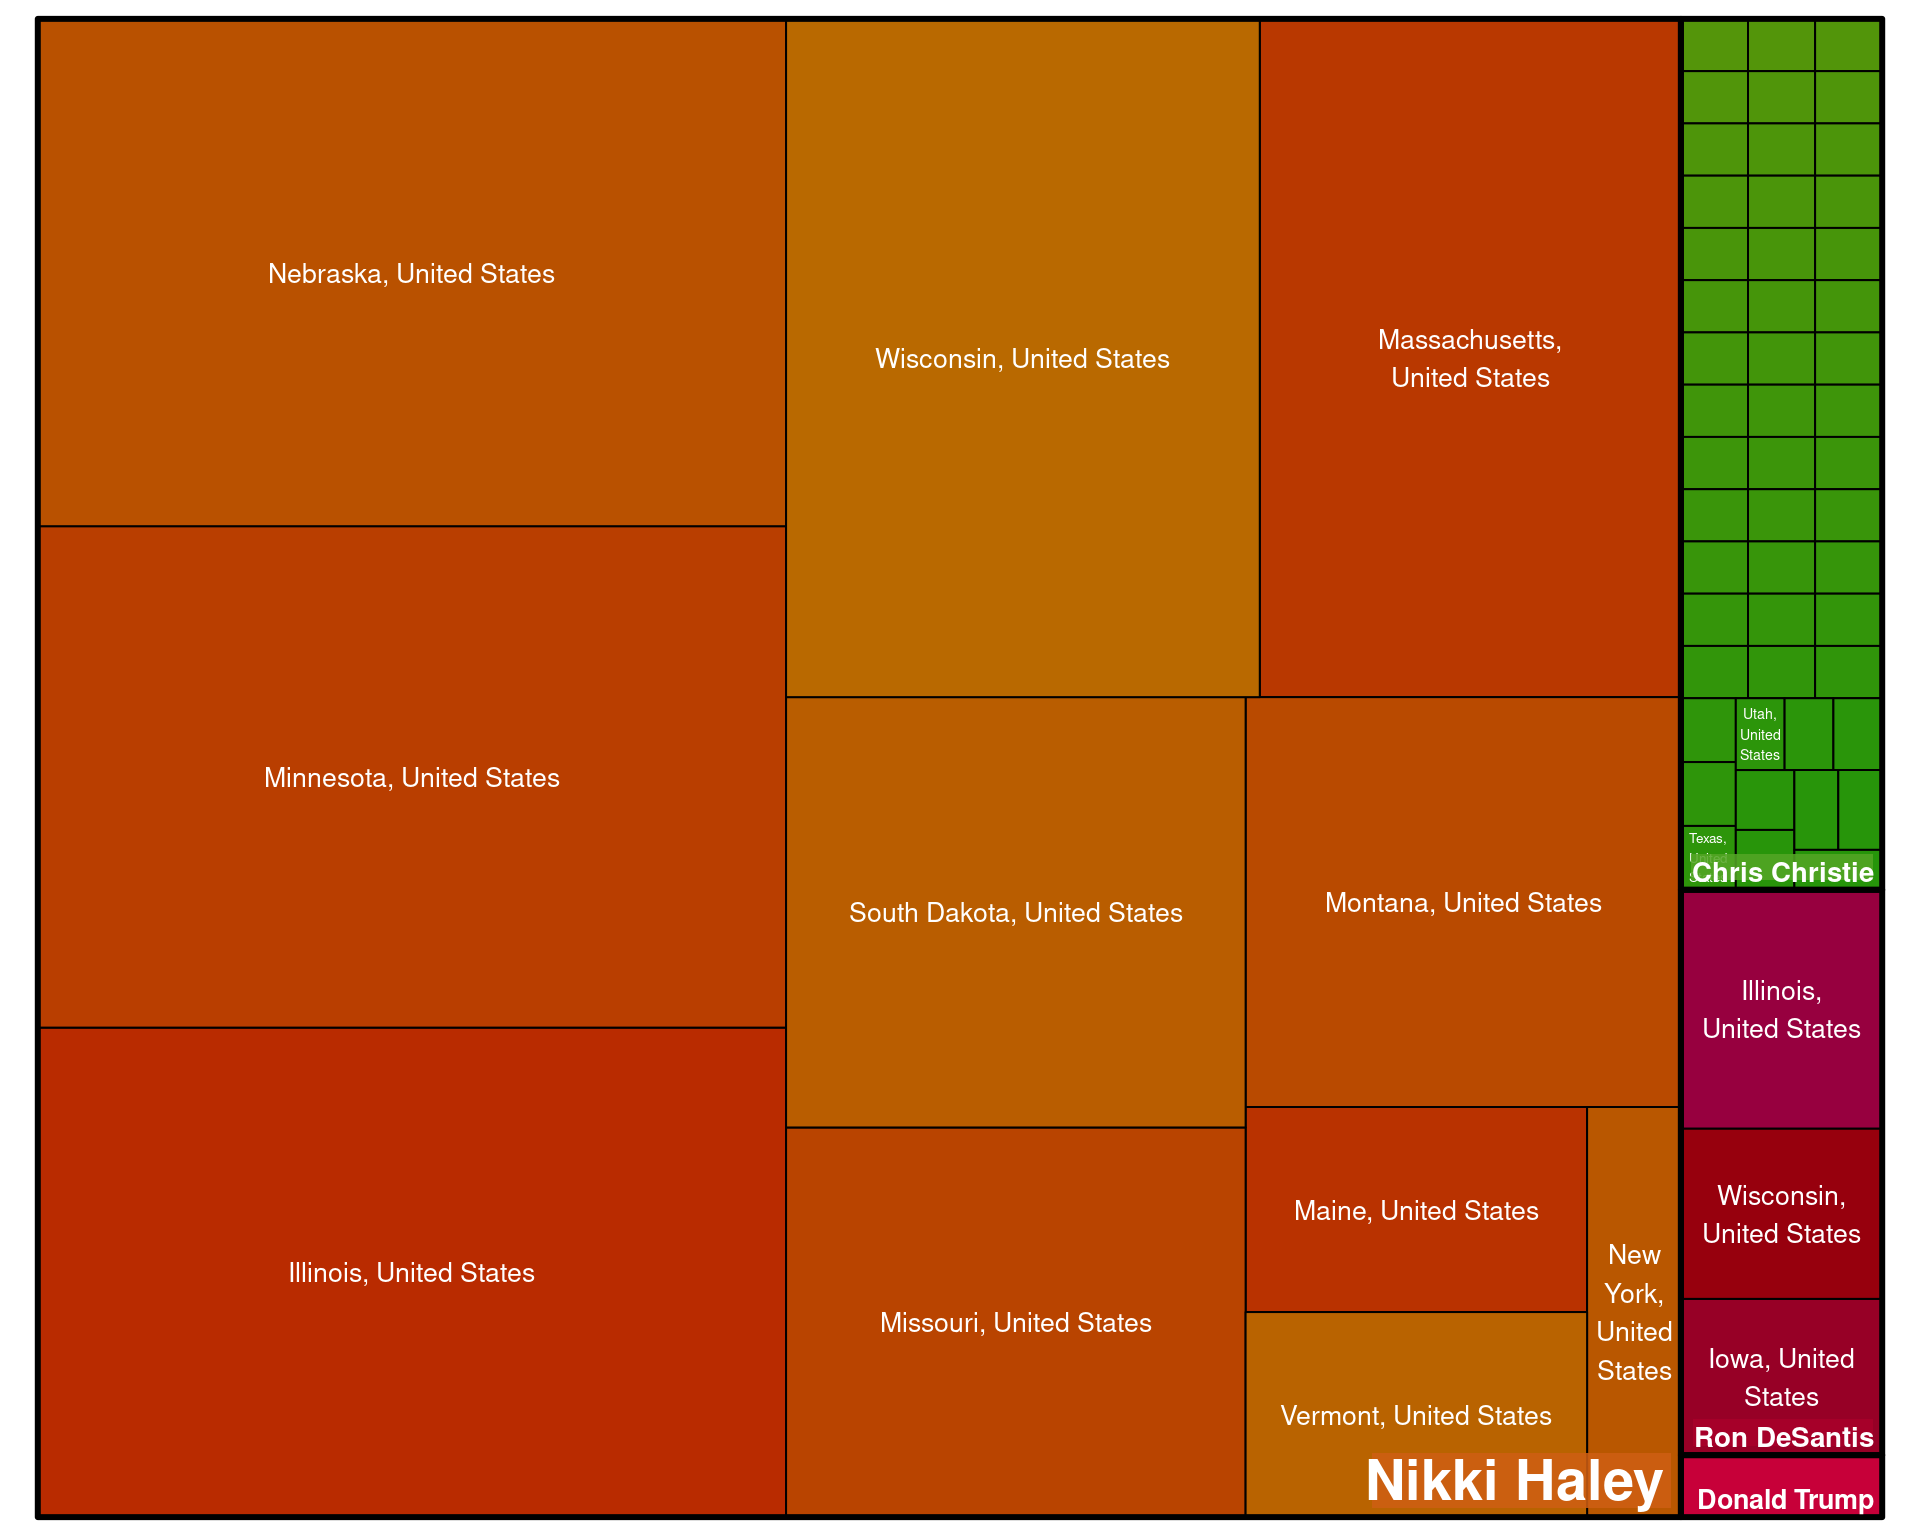 Nebraska, United States
Minnesota, United States
Illinois, United States
Wisconsin, United States
Massachusetts,
United States
South Dakota, United States
Missouri, United States
Montana, United States
Maine, United States
Vermont, United States
New
York,
United
States
Nikki Haley
Utah,
United
States
Texas,
United
Chris Christie
Illinois,
United States
Wisconsin,
United States
Iowa, United
States
Ron DeSantis
Donald Trump